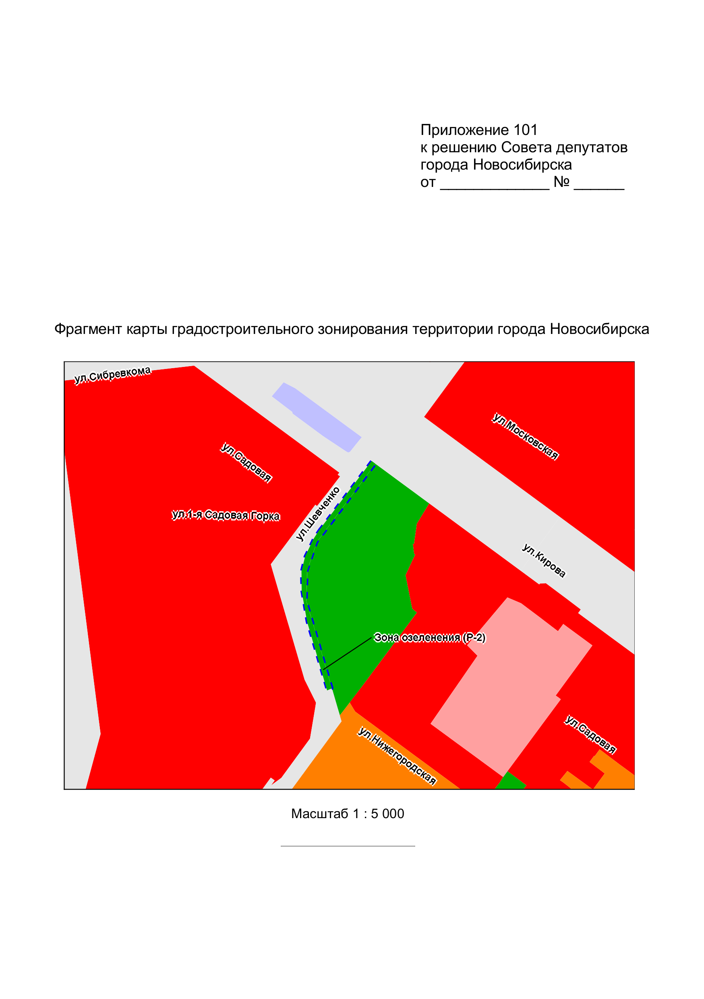 Приложение 101
к решению Совета депутатов
города Новосибирска
от _____________ № ______
Фрагмент карты градостроительного зонирования территории города Новосибирска
ул.Сибревкома
ул.Московская
ул.Садовая
ул.Шевченко
ул.1-я Садовая Горка
ул.Кирова
Зона озеленения (Р-2)
ул.Садовая
ул.Нижегородская
Масштаб 1 : 5 000